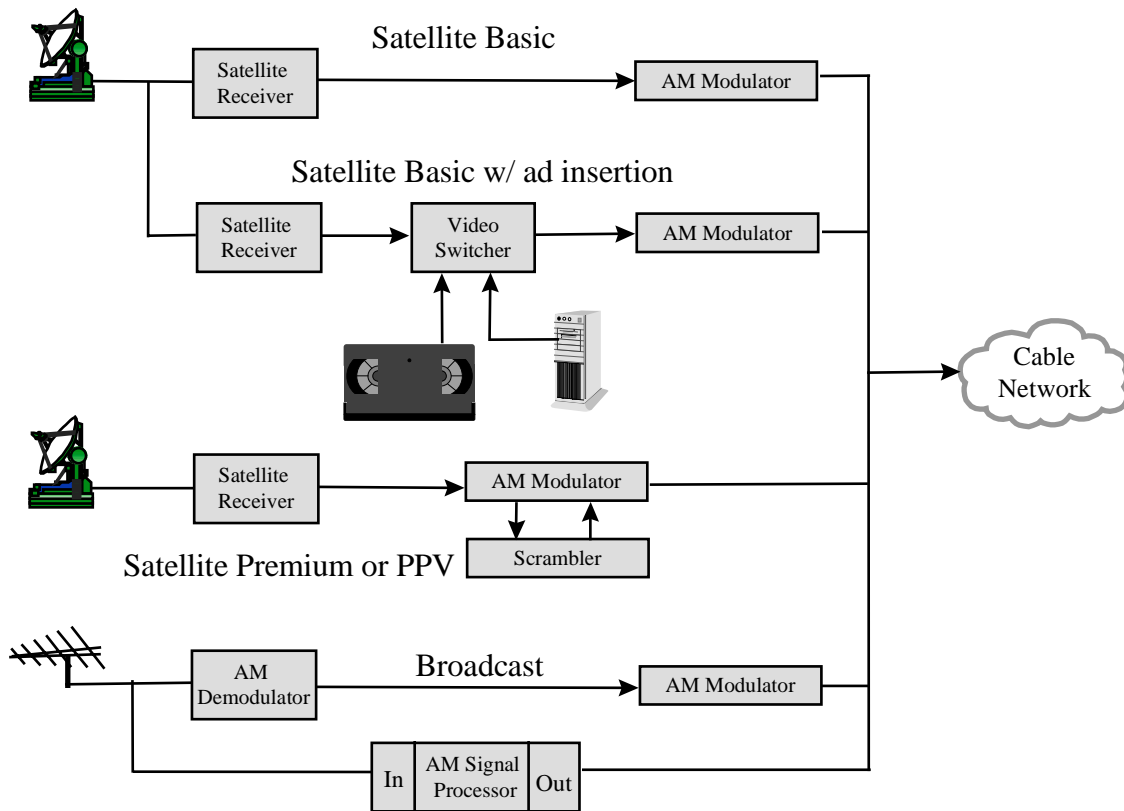 Satellite Basic
Satellite
Receiver
AM Modulator
Satellite Basic w/ ad insertion
Satellite
Receiver
Video
Switcher
AM Modulator
Cable
Network
Satellite
Receiver
AM Modulator
Scrambler
Satellite Premium or PPV
Broadcast
AM
Demodulator
AM Modulator
In
AM Signal
Processor
Out